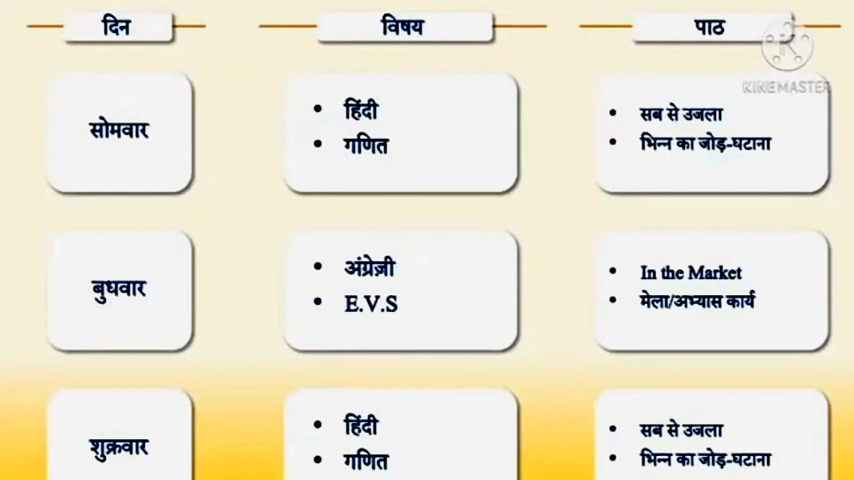 दिन विषय पाठ
KINEMASTER
सोमवार
• हिंदी
• गणित
• सब से उजला
• भिन्न का जोड़-घटाना
बुधवार
• अंग्रेज़ी
• E.V.S
• In the Market
• मेला/अभ्यास कार्य
शुक्रवार
• हिंदी
• गणित
• सब से उजला
• भिन्न का जोड़-घटाना